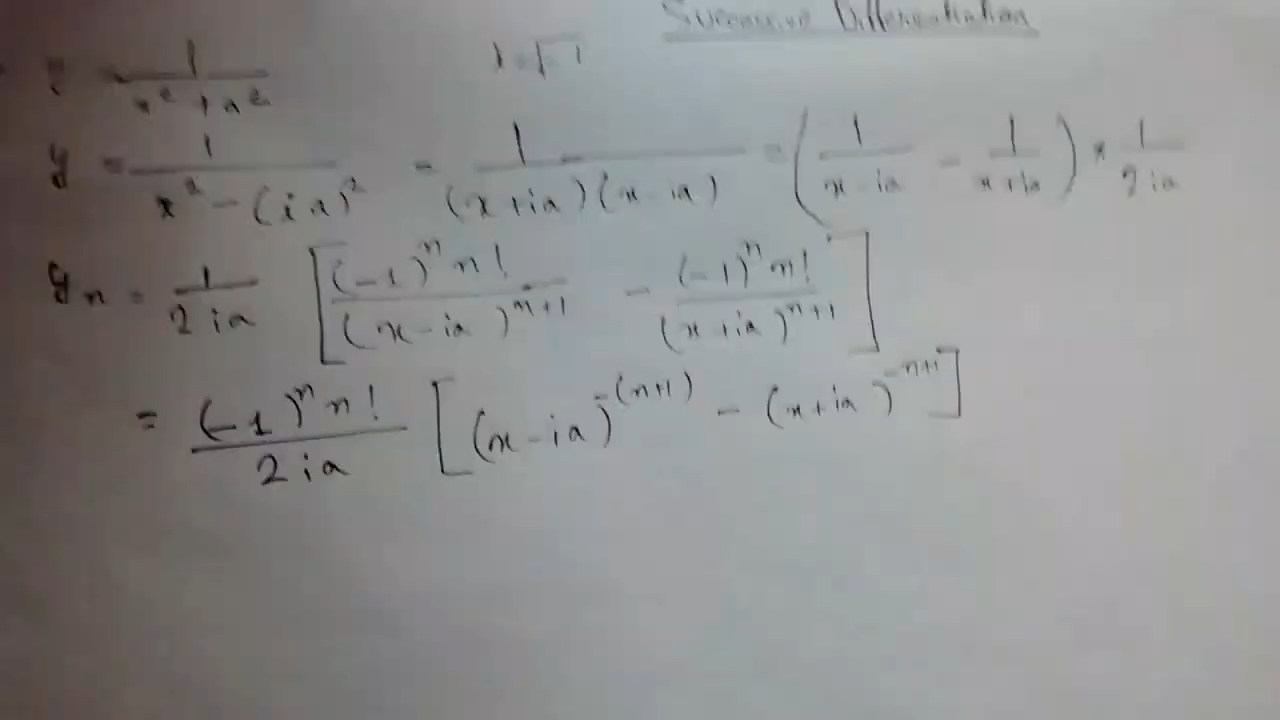 Successive Differentiation
y = 1/(x² + a²) i = √-1
y = 1/(x² - (ia)²) = 1/((x + ia)(x - ia)) = (1/(x - ia) - 1/(x + ia)) × 1/(2ia)
yₙ = 1/(2ia) [(-1)ⁿ n!/(x - ia)ⁿ⁺¹ - (-1)ⁿ n!/(x + ia)ⁿ⁺¹]
= (-1)ⁿ n!/(2ia) [(x - ia)⁻⁽ⁿ⁺¹⁾ - (x + ia)⁻ⁿ⁺¹]